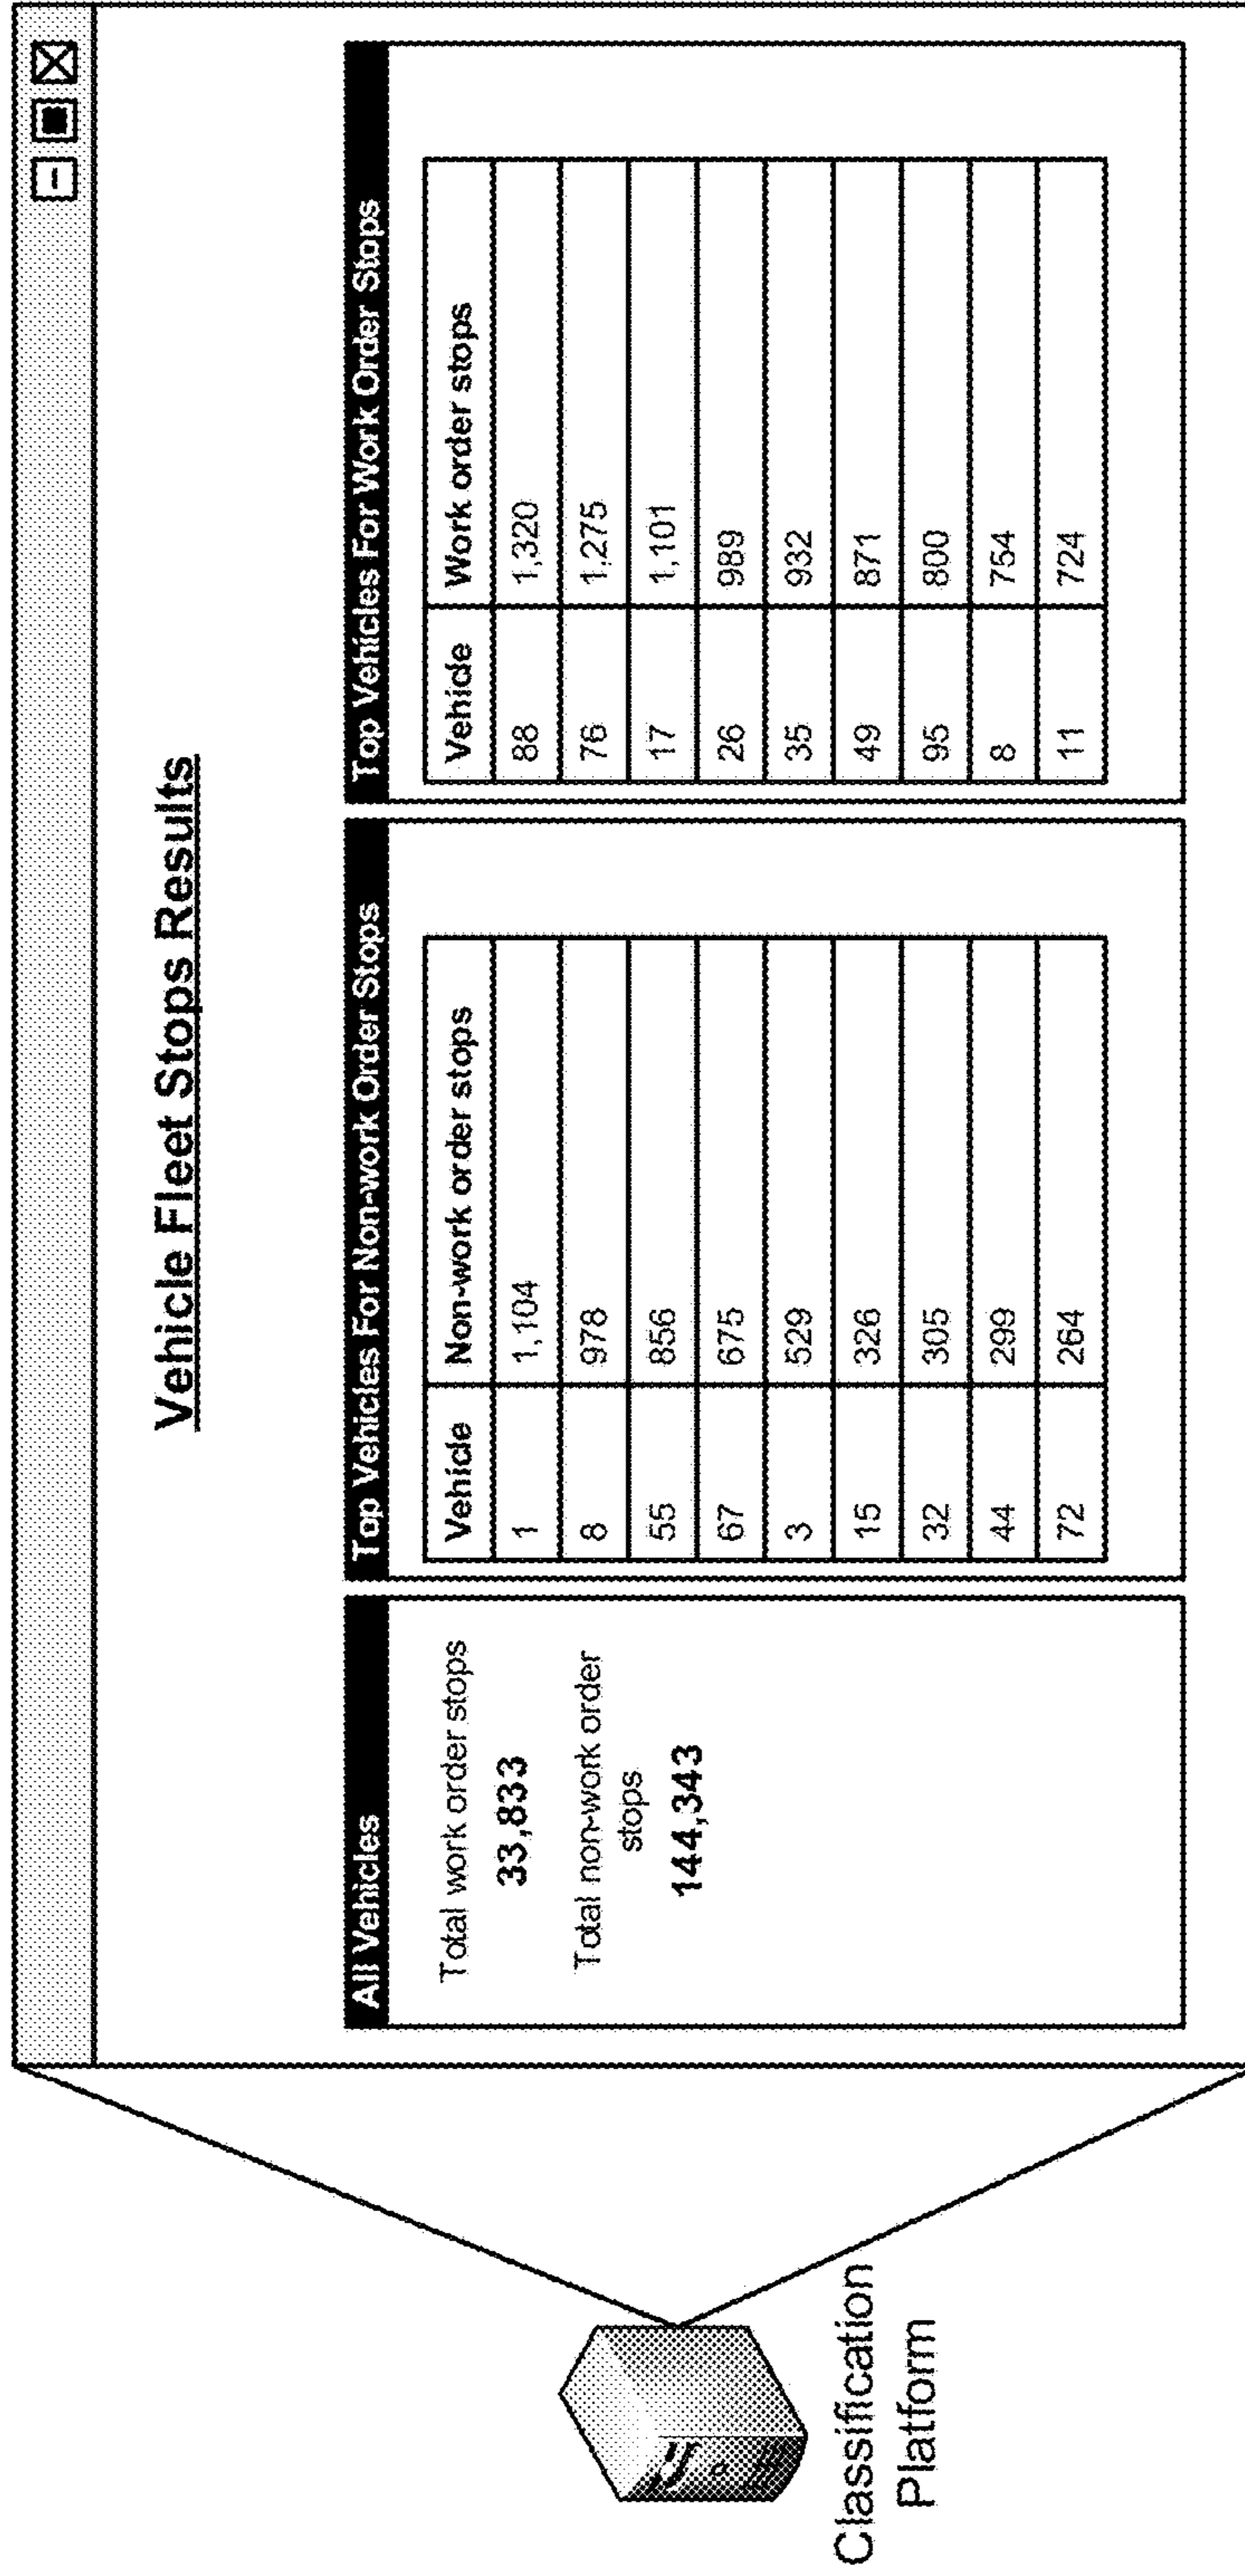 Vehicle Fleet Stops Results
All Vehicles
Total work order stops
33,833
Total non-work order
stops
144,343
Top Vehicles For Non-work Order Stops
Vehicle Non-work order stops
1 1,104
8 978
55 856
67 675
3 529
15 326
32 305
44 299
72 264
Top Vehicles For Work Order Stops
Vehicle Work order stops
88 1,320
76 1,275
17 1,101
26 989
35 932
49 871
95 800
8 754
11 724
Classification
Platform